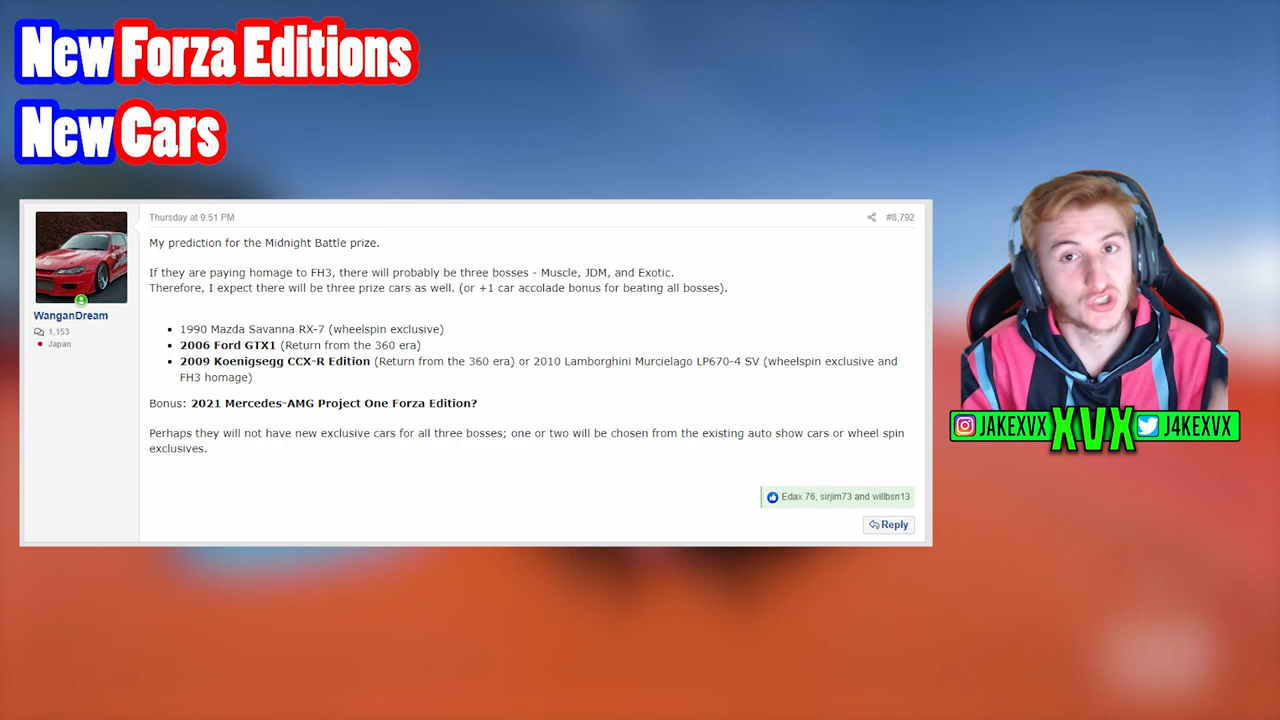 New Forza Editions
New Cars
Thursday at 9:51 PM
#8,792
My prediction for the Midnight Battle prize.
If they are paying homage to FH3, there will probably be three bosses - Muscle, JDM, and Exotic.
Therefore, I expect there will be three prize cars as well. (or +1 car accolade bonus for beating all bosses).
WanganDream
1,153
Japan
• 1990 Mazda Savanna RX-7 (wheelspin exclusive)
• 2006 Ford GTX1 (Return from the 360 era)
• 2009 Koenigsegg CCX-R Edition (Return from the 360 era) or 2010 Lamborghini Murcielago LP670-4 SV (wheelspin exclusive and
FH3 homage)
Bonus: 2021 Mercedes-AMG Project One Forza Edition?
Perhaps they will not have new exclusive cars for all three bosses; one or two will be chosen from the existing auto show cars or wheel spin
exclusives.
Edax 76, sirjim73 and willbsn13
Reply
JAKEXVX XVX J4KEXVX